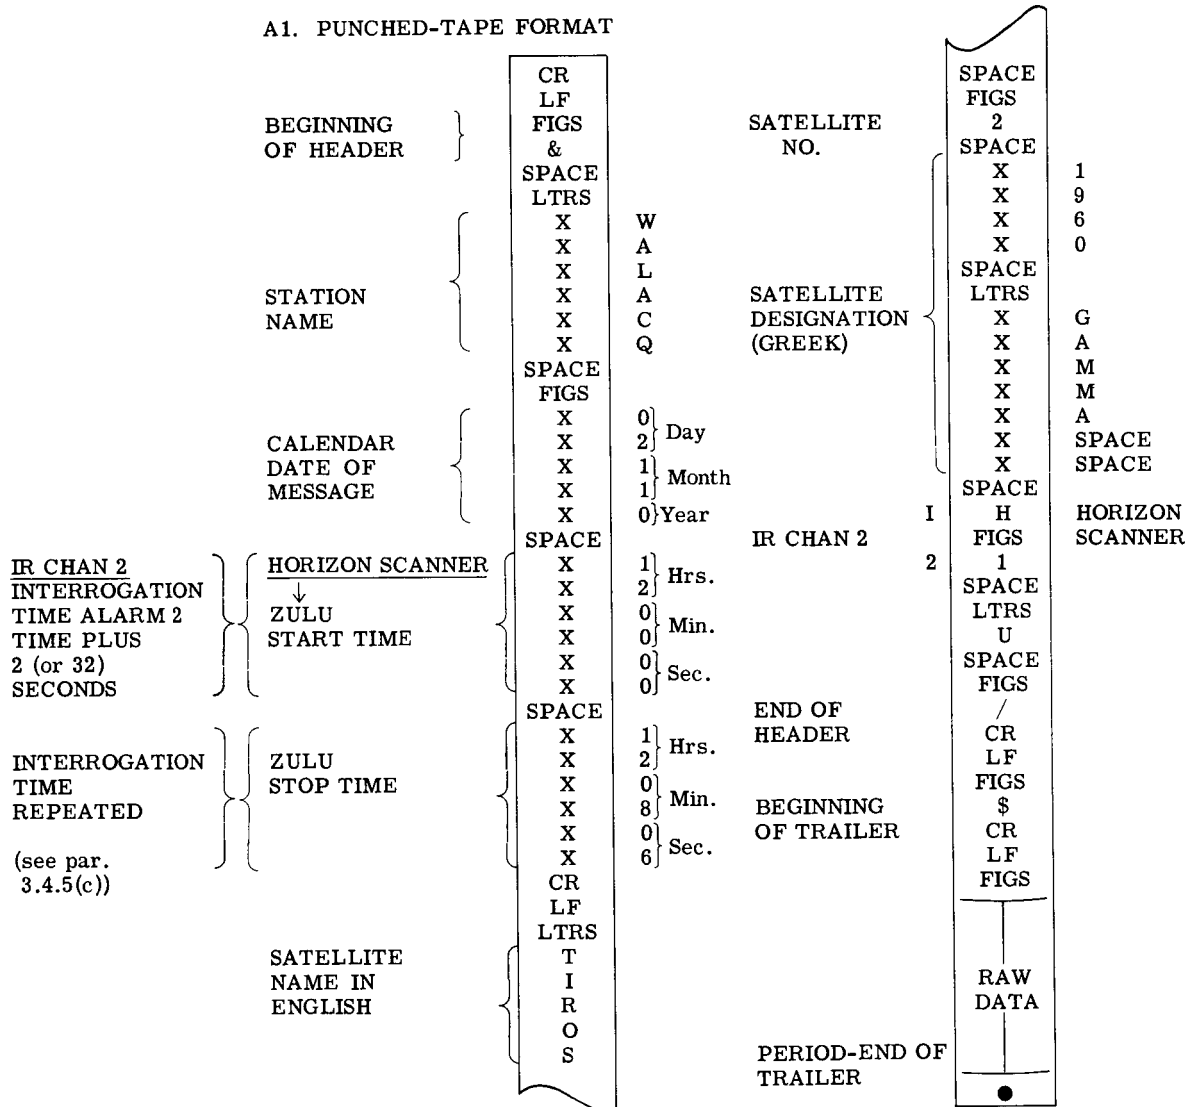 A1. PUNCHED-TAPE FORMAT
CR
LF
BEGINNING FIGS
OF HEADER &
SPACE
LTRS
X W
X A
X L
STATION X A
NAME X C
X Q
SPACE
FIGS
X 0
CALENDAR X 2 Day
DATE OF X 1
MESSAGE X 1 Month
X 0 Year
SPACE
IR CHAN 2 HORIZON SCANNER X 1
INTERROGATION X 2 Hrs.
TIME ALARM 2 ↓ ZULU X 0
TIME PLUS START TIME X 0 Min.
2 (or 32) X 0
SECONDS X 0 Sec.
SPACE
X 1
INTERROGATION ZULU X 2 Hrs.
TIME STOP TIME X 0
REPEATED X 8 Min.
X 0
(see par. X 6 Sec.
3.4.5(c)) CR
LF
LTRS
SATELLITE T
NAME IN I
ENGLISH R
O
S
SPACE
FIGS
SATELLITE 2
NO. SPACE
X 1
X 9
X 6
X 0
SPACE
SATELLITE LTRS
DESIGNATION X G
(GREEK) X A
X M
X M
X A
X SPACE
X SPACE
SPACE
I H HORIZON
IR CHAN 2 FIGS SCANNER
2 1
SPACE
LTRS
U
SPACE
FIGS
END OF /
HEADER CR
LF
FIGS
BEGINNING $
OF TRAILER CR
LF
FIGS
RAW
DATA
PERIOD-END OF
TRAILER ●